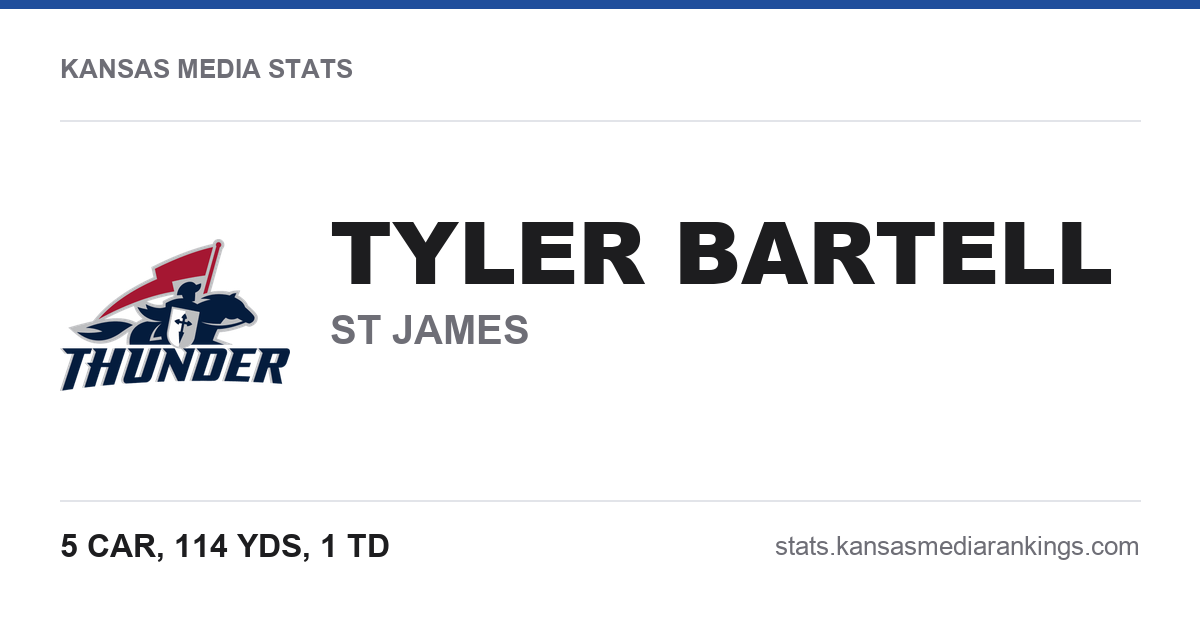 KANSAS MEDIA STATS
TYLER BARTELL
ST JAMES
THUNDER
5 CAR, 114 YDS, 1 TD
stats.kansasmediarankings.com